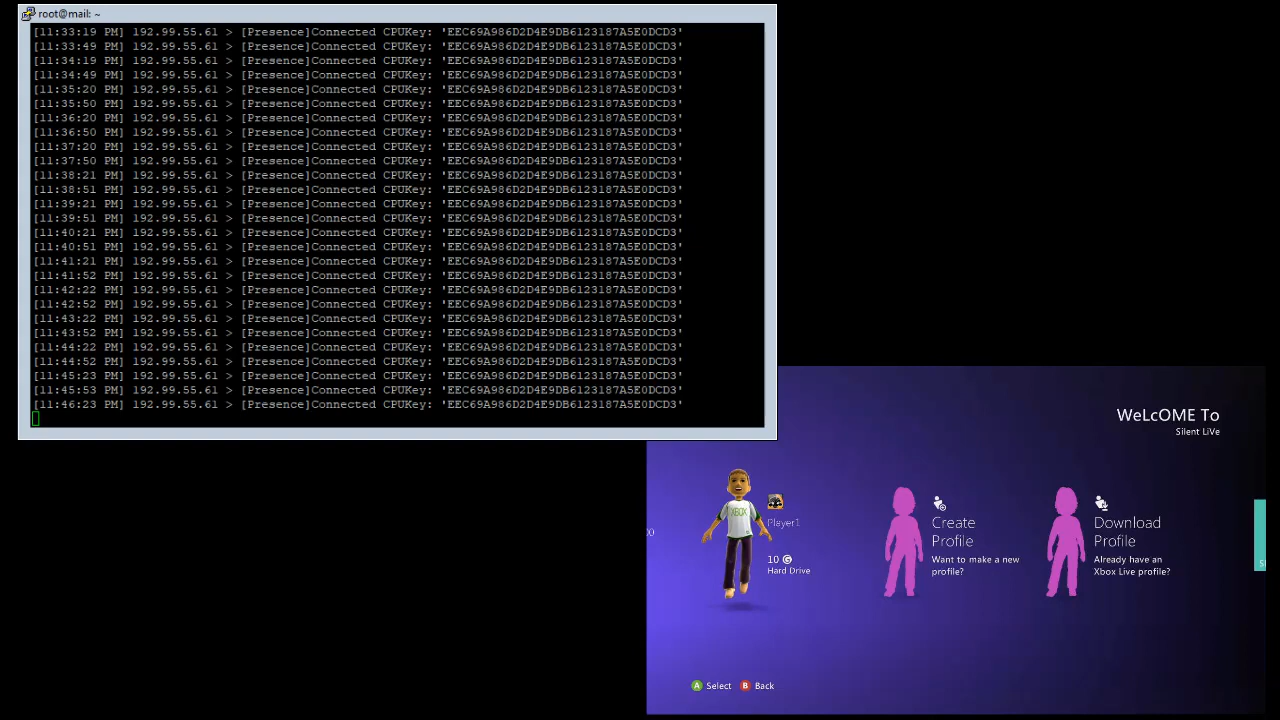 root@mail: ~
[11:33:19 PM] 192.99.55.61 > [Presence]Connected CPUKey: 'EEC69A986D2D4E9DB6123187A5E0DCD3'
[11:33:49 PM] 192.99.55.61 > [Presence]Connected CPUKey: 'EEC69A986D2D4E9DB6123187A5E0DCD3'
[11:34:19 PM] 192.99.55.61 > [Presence]Connected CPUKey: 'EEC69A986D2D4E9DB6123187A5E0DCD3'
[11:34:49 PM] 192.99.55.61 > [Presence]Connected CPUKey: 'EEC69A986D2D4E9DB6123187A5E0DCD3'
[11:35:20 PM] 192.99.55.61 > [Presence]Connected CPUKey: 'EEC69A986D2D4E9DB6123187A5E0DCD3'
[11:35:50 PM] 192.99.55.61 > [Presence]Connected CPUKey: 'EEC69A986D2D4E9DB6123187A5E0DCD3'
[11:36:20 PM] 192.99.55.61 > [Presence]Connected CPUKey: 'EEC69A986D2D4E9DB6123187A5E0DCD3'
[11:36:50 PM] 192.99.55.61 > [Presence]Connected CPUKey: 'EEC69A986D2D4E9DB6123187A5E0DCD3'
[11:37:20 PM] 192.99.55.61 > [Presence]Connected CPUKey: 'EEC69A986D2D4E9DB6123187A5E0DCD3'
[11:37:50 PM] 192.99.55.61 > [Presence]Connected CPUKey: 'EEC69A986D2D4E9DB6123187A5E0DCD3'
[11:38:21 PM] 192.99.55.61 > [Presence]Connected CPUKey: 'EEC69A986D2D4E9DB6123187A5E0DCD3'
[11:38:51 PM] 192.99.55.61 > [Presence]Connected CPUKey: 'EEC69A986D2D4E9DB6123187A5E0DCD3'
[11:39:21 PM] 192.99.55.61 > [Presence]Connected CPUKey: 'EEC69A986D2D4E9DB6123187A5E0DCD3'
[11:39:51 PM] 192.99.55.61 > [Presence]Connected CPUKey: 'EEC69A986D2D4E9DB6123187A5E0DCD3'
[11:40:21 PM] 192.99.55.61 > [Presence]Connected CPUKey: 'EEC69A986D2D4E9DB6123187A5E0DCD3'
[11:40:51 PM] 192.99.55.61 > [Presence]Connected CPUKey: 'EEC69A986D2D4E9DB6123187A5E0DCD3'
[11:41:21 PM] 192.99.55.61 > [Presence]Connected CPUKey: 'EEC69A986D2D4E9DB6123187A5E0DCD3'
[11:41:52 PM] 192.99.55.61 > [Presence]Connected CPUKey: 'EEC69A986D2D4E9DB6123187A5E0DCD3'
[11:42:22 PM] 192.99.55.61 > [Presence]Connected CPUKey: 'EEC69A986D2D4E9DB6123187A5E0DCD3'
[11:42:52 PM] 192.99.55.61 > [Presence]Connected CPUKey: 'EEC69A986D2D4E9DB6123187A5E0DCD3'
[11:43:22 PM] 192.99.55.61 > [Presence]Connected CPUKey: 'EEC69A986D2D4E9DB6123187A5E0DCD3'
[11:43:52 PM] 192.99.55.61 > [Presence]Connected CPUKey: 'EEC69A986D2D4E9DB6123187A5E0DCD3'
[11:44:22 PM] 192.99.55.61 > [Presence]Connected CPUKey: 'EEC69A986D2D4E9DB6123187A5E0DCD3'
[11:44:52 PM] 192.99.55.61 > [Presence]Connected CPUKey: 'EEC69A986D2D4E9DB6123187A5E0DCD3'
[11:45:23 PM] 192.99.55.61 > [Presence]Connected CPUKey: 'EEC69A986D2D4E9DB6123187A5E0DCD3'
[11:45:53 PM] 192.99.55.61 > [Presence]Connected CPUKey: 'EEC69A986D2D4E9DB6123187A5E0DCD3'
[11:46:23 PM] 192.99.55.61 > [Presence]Connected CPUKey: 'EEC69A986D2D4E9DB6123187A5E0DCD3'
WeLcOME To
Silent LiVe
XBOX
Player1
10 G
Hard Drive
Create
Profile
Want to make a new
profile?
Download
Profile
Already have an
Xbox Live profile?
A Select B Back